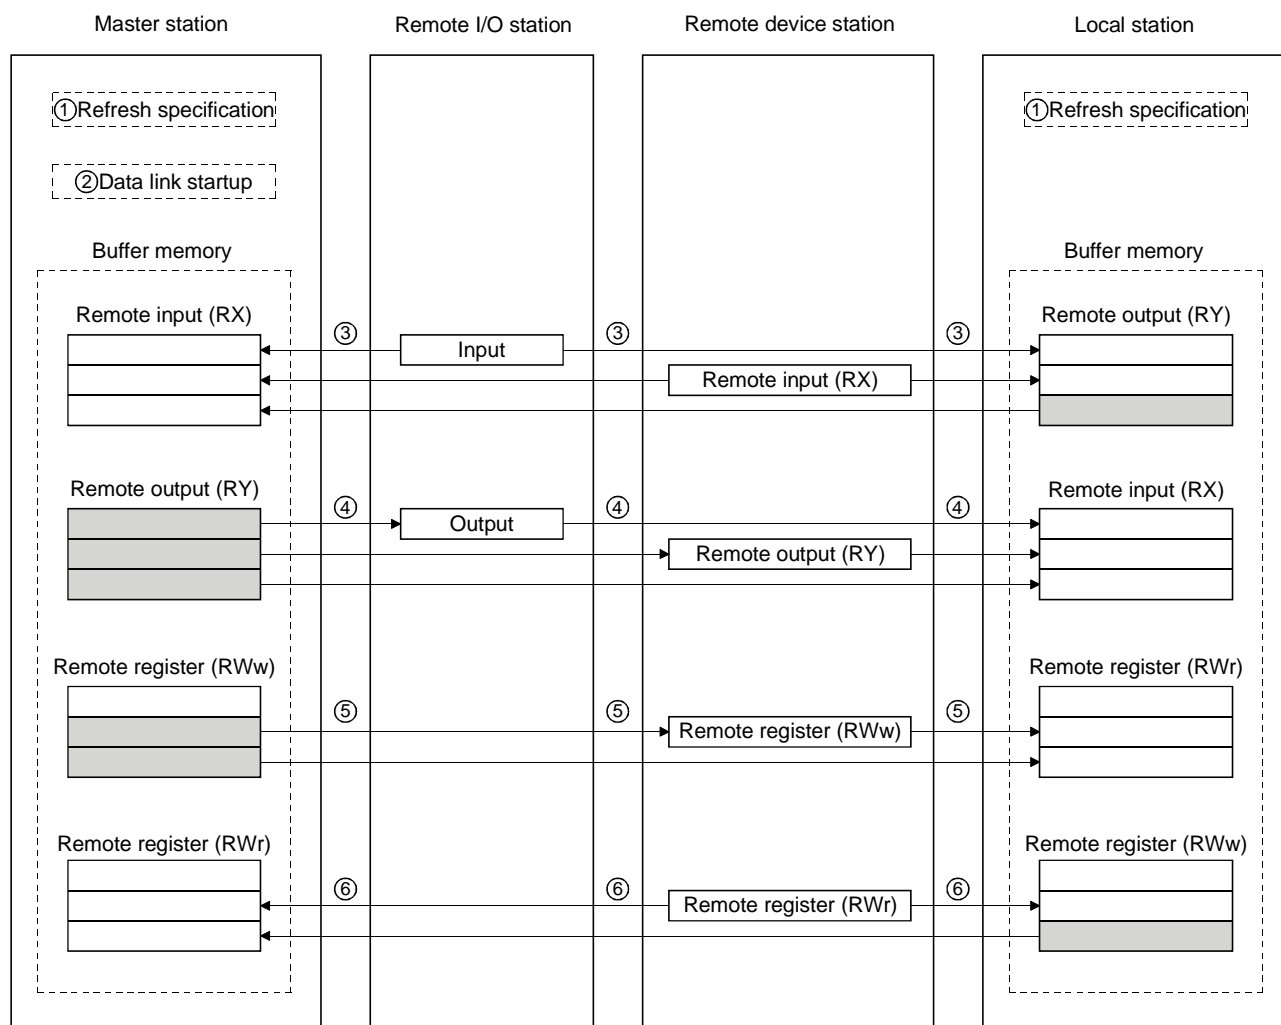 Master station
Remote I/O station
Remote device station
Local station
①Refresh specification
①Refresh specification
②Data link startup
Buffer memory
Buffer memory
Remote input (RX)
Remote output (RY)
③
③
③
Input
Remote input (RX)
Remote output (RY)
Remote input (RX)
④
④
④
Output
Remote output (RY)
Remote register (RWw)
Remote register (RWr)
⑤
⑤
⑤
Remote register (RWw)
Remote register (RWr)
Remote register (RWw)
⑥
⑥
⑥
Remote register (RWr)